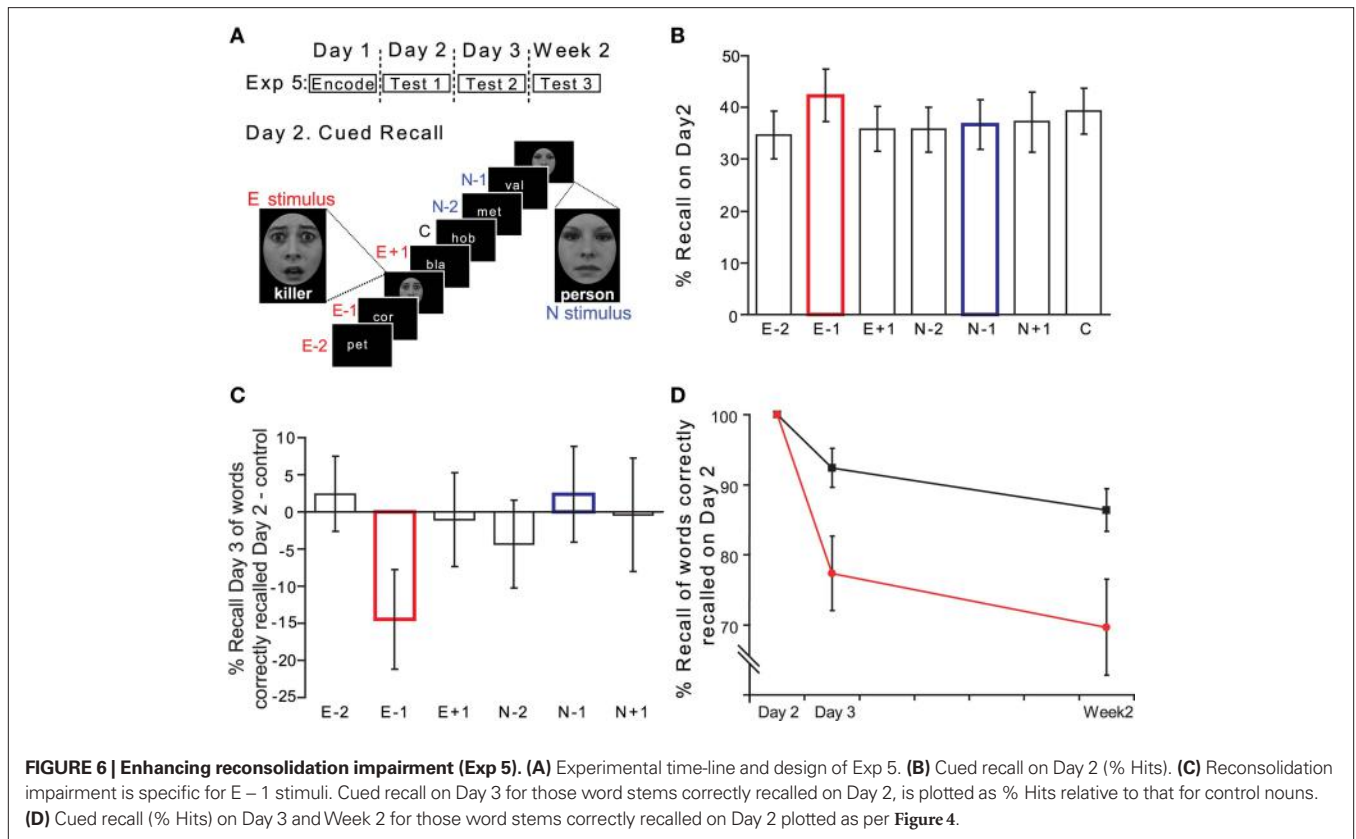 A
Day 1 Day 2 Day 3 Week 2
Exp 5: Encode Test 1 Test 2 Test 3
Day 2. Cued Recall
E stimulus
killer
E-2
pet
E-1
cor
E+1
bla
C
hob
N-2
met
N-1
val
person
N stimulus
B
% Recall on Day2
50
40
30
20
10
0
E-2 E-1 E+1 N-2 N-1 N+1 C
C
% Recall Day 3 of words
correctly recalled Day 2 - control
10
5
0
-5
-10
-15
-20
-25
E-2 E-1 E+1 N-2 N-1 N+1
D
% Recall of words correctly
recalled on Day 2
100
90
80
70
Day 2 Day 3 Week2
FIGURE 6 | Enhancing reconsolidation impairment (Exp 5). (A) Experimental time-line and design of Exp 5. (B) Cued recall on Day 2 (% Hits). (C) Reconsolidation
impairment is specific for E – 1 stimuli. Cued recall on Day 3 for those word stems correctly recalled on Day 2, is plotted as % Hits relative to that for control nouns.
(D) Cued recall (% Hits) on Day 3 and Week 2 for those word stems correctly recalled on Day 2 plotted as per Figure 4.